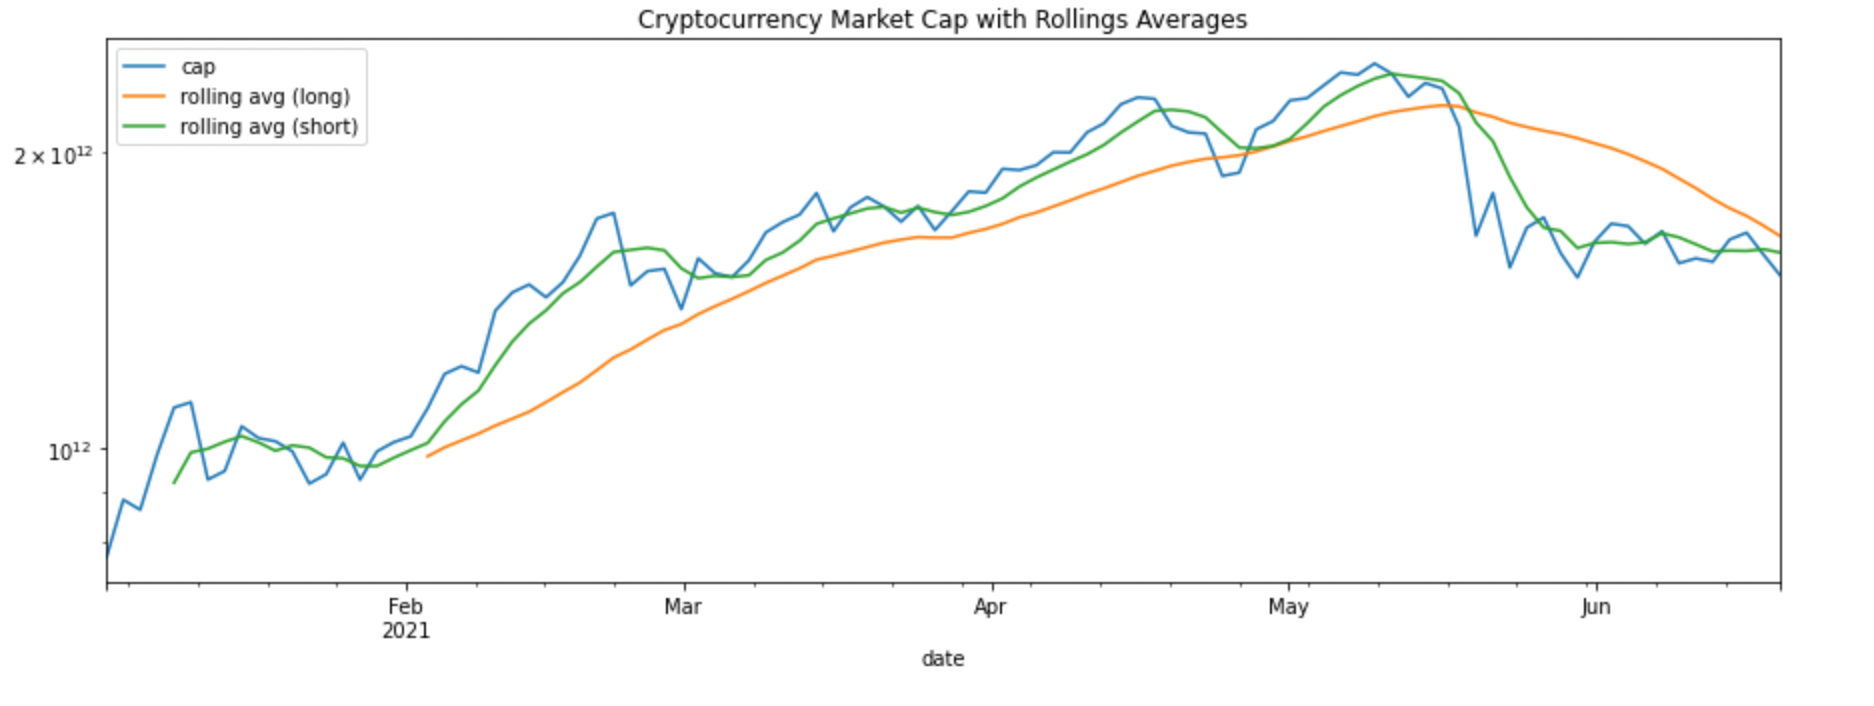 Cryptocurrency Market Cap with Rollings Averages
cap
rolling avg (long)
rolling avg (short)
2 × 10¹²
10¹²
Feb
2021
Mar
Apr
May
Jun
date